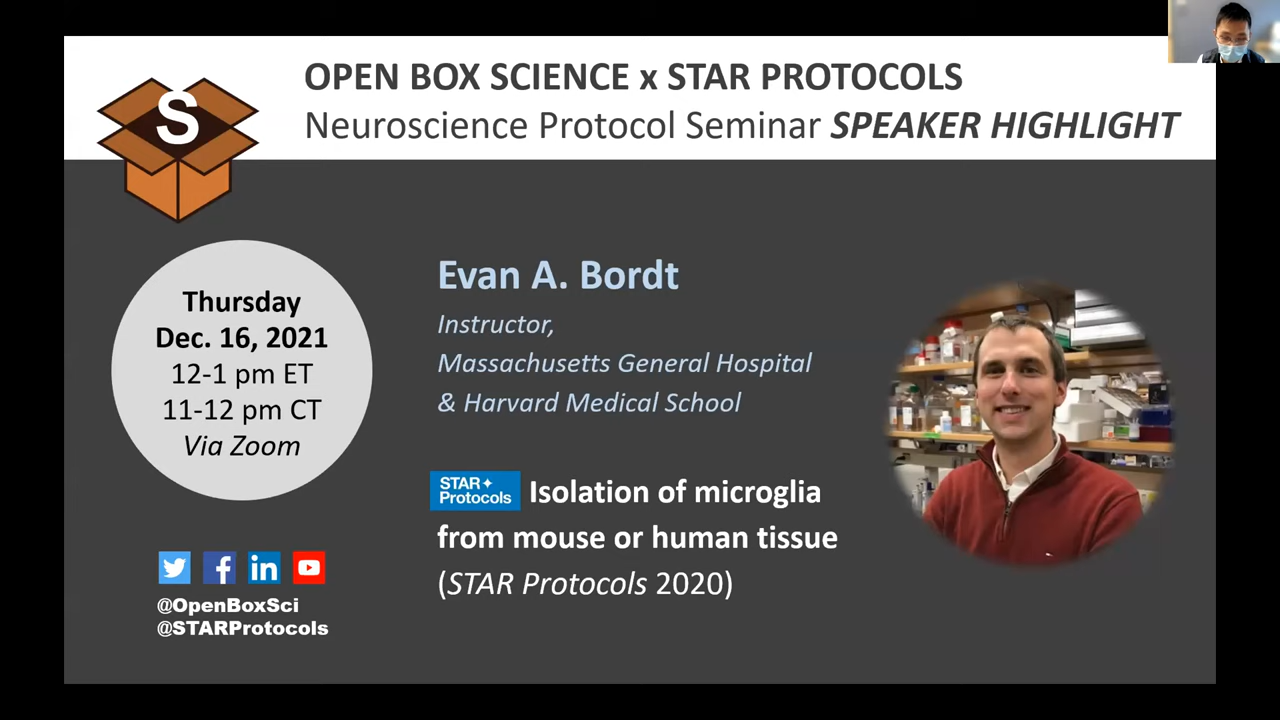 S
OPEN BOX SCIENCE x STAR PROTOCOLS
Neuroscience Protocol Seminar SPEAKER HIGHLIGHT
Thursday
Dec. 16, 2021
12-1 pm ET
11-12 pm CT
Via Zoom
Evan A. Bordt
Instructor,
Massachusetts General Hospital
& Harvard Medical School
STAR Protocols Isolation of microglia
from mouse or human tissue
(STAR Protocols 2020)
f in
@OpenBoxSci
@STARProtocols